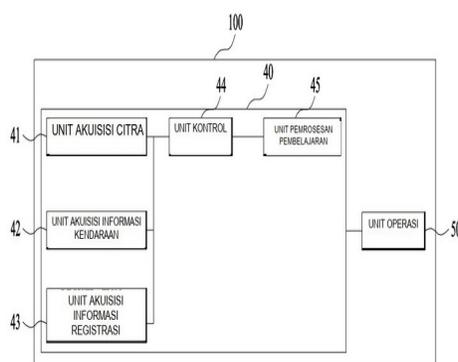 100
44
40
45
41
UNIT AKUISISI CITRA
UNIT KONTROL
UNIT PEMROSESAN
PEMBELAJARAN
42
UNIT AKUISISI INFORMASI
KENDARAAN
UNIT OPERASI
50
43
UNIT AKUISISI
INFORMASI
REGISTRASI